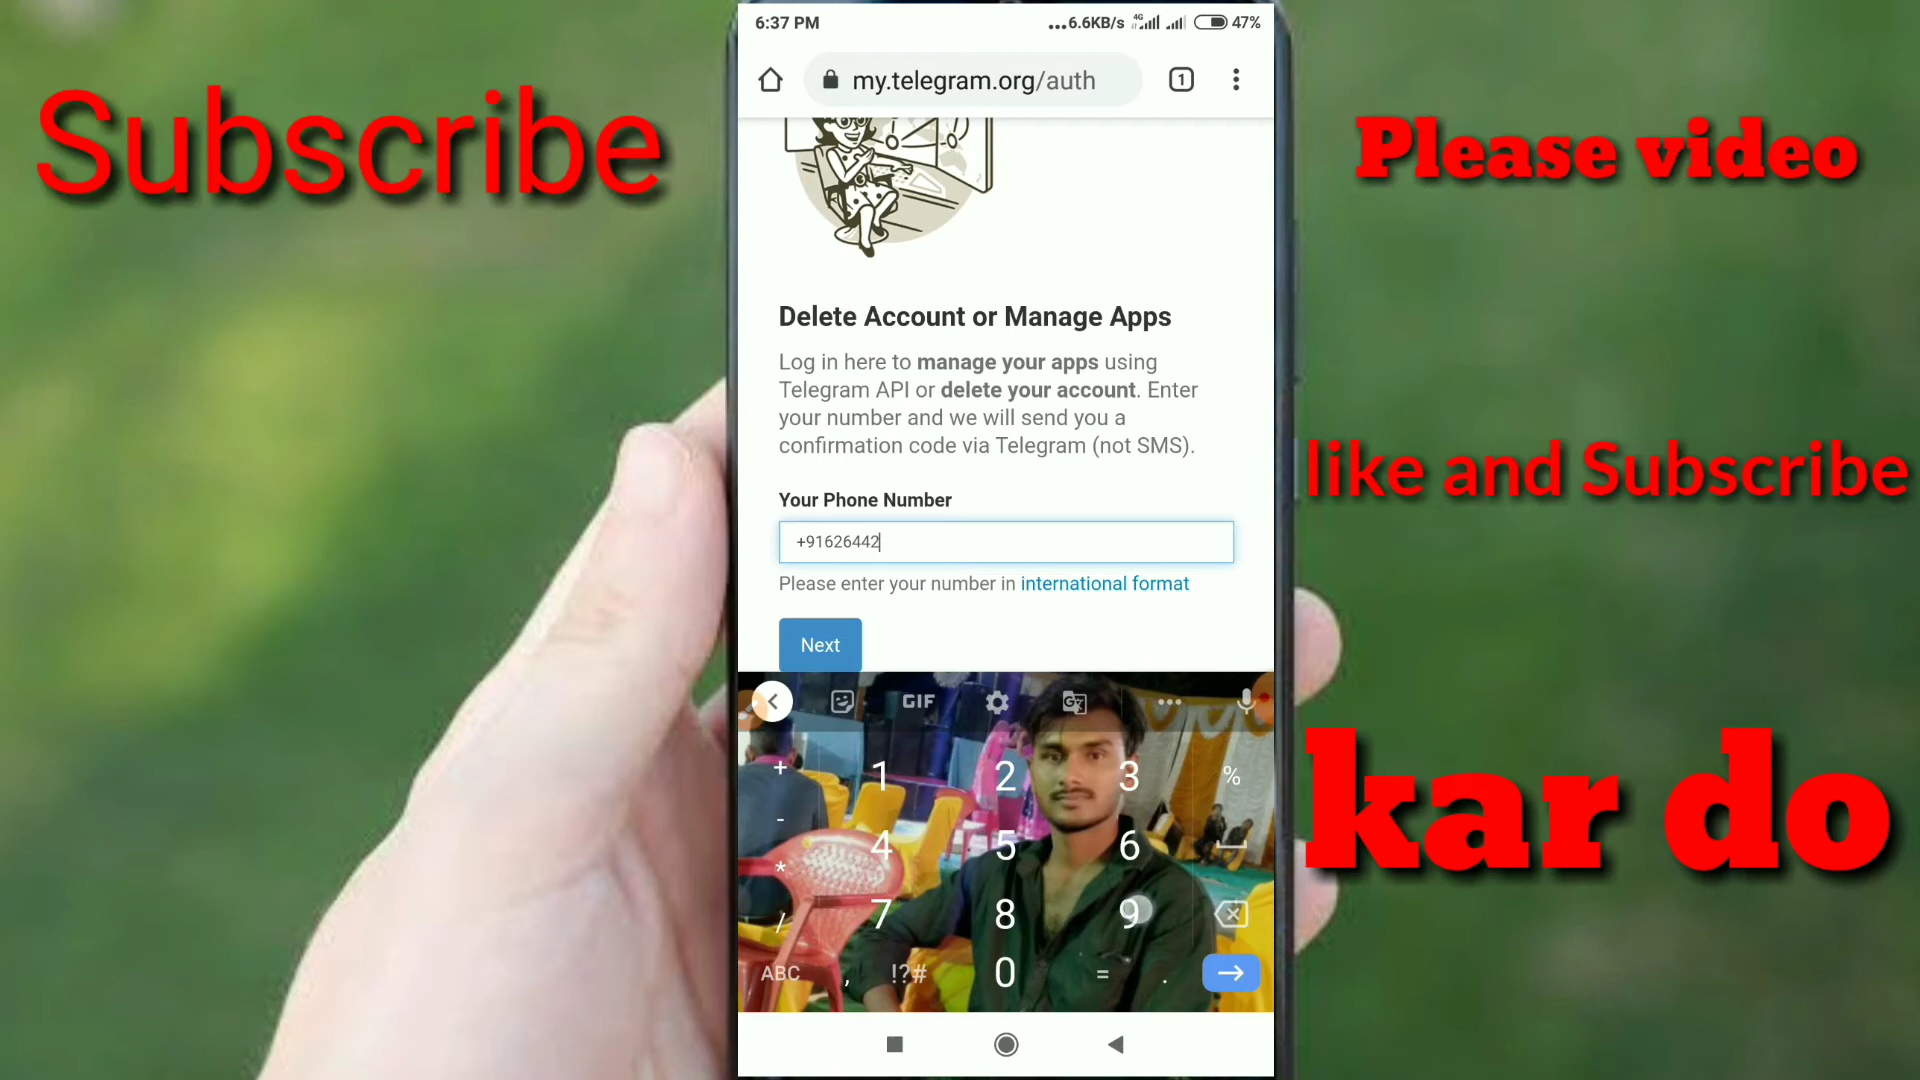 Subscribe
6:37 PM
...6.6KB/s 4G 47%
my.telegram.org/auth
1
Delete Account or Manage Apps
Log in here to manage your apps using
Telegram API or delete your account. Enter
your number and we will send you a
confirmation code via Telegram (not SMS).
Your Phone Number
+91626442
Please enter your number in international format
Next
GIF
+ 1 2 3 %
- 4 5 6
* 7 8 9
/
ABC , !?# 0 = .
Please video
like and Subscribe
kar do